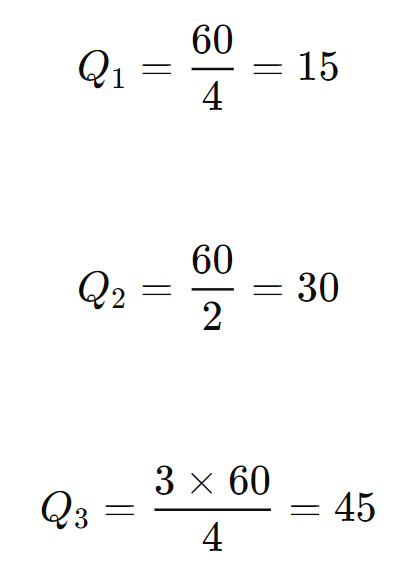 Q₁ = 60/4 = 15
Q₂ = 60/2 = 30
Q₃ = 3 × 60/4 = 45